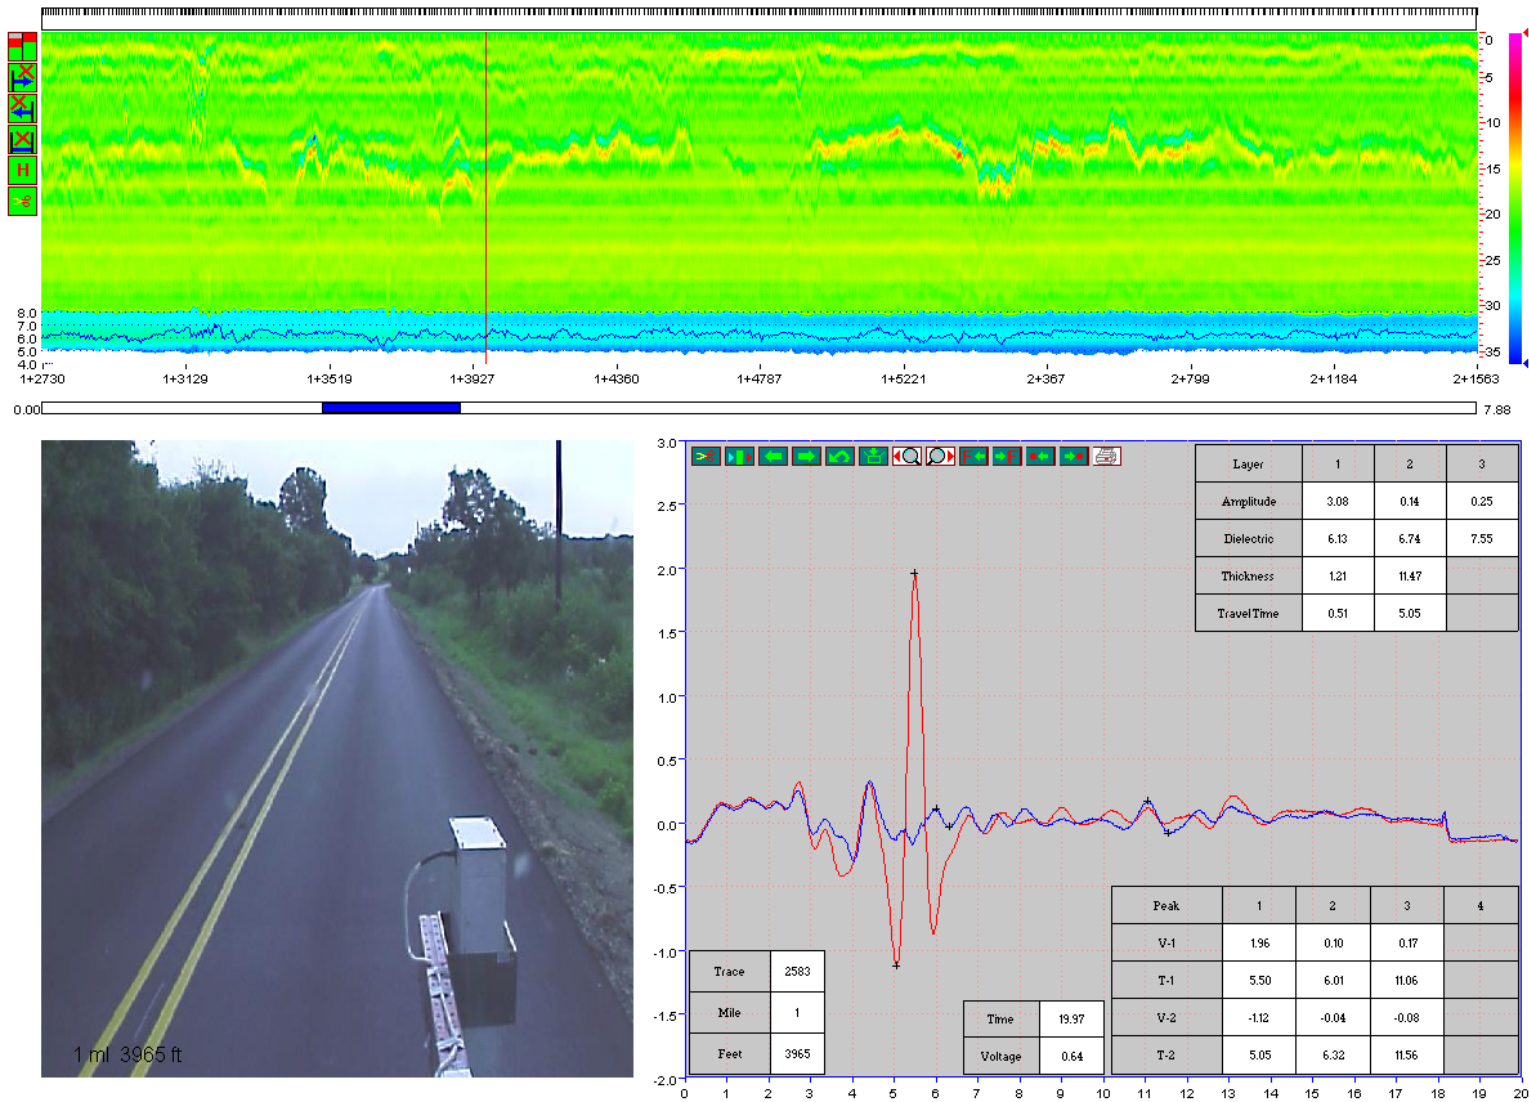 0
-5
-10
-15
-20
-25
-30
-35
H
8.0
7.0
6.0
5.0
4.0
1+2730 1+3129 1+3519 1+3927 1+4360 1+4787 1+5221 2+367 2+799 2+1184 2+1563
0.00 7.88
1 ml 3965 ft
3.0
2.5
2.0
1.5
1.0
0.5
0.0
-0.5
-1.0
-1.5
-2.0
0 1 2 3 4 5 6 7 8 9 10 11 12 13 14 15 16 17 18 19 20
F F
Layer 1 2 3
Amplitude 3.08 0.14 0.25
Dielectric 6.13 6.74 7.55
Thickness 1.21 11.47
Travel Time 0.51 5.05
Trace 2583
Mile 1
Feet 3965
Time 19.97
Voltage 0.64
Peak 1 2 3 4
V-1 1.96 0.10 0.17
T-1 5.50 6.01 11.06
V-2 -1.12 -0.04 -0.08
T-2 5.05 6.32 11.56